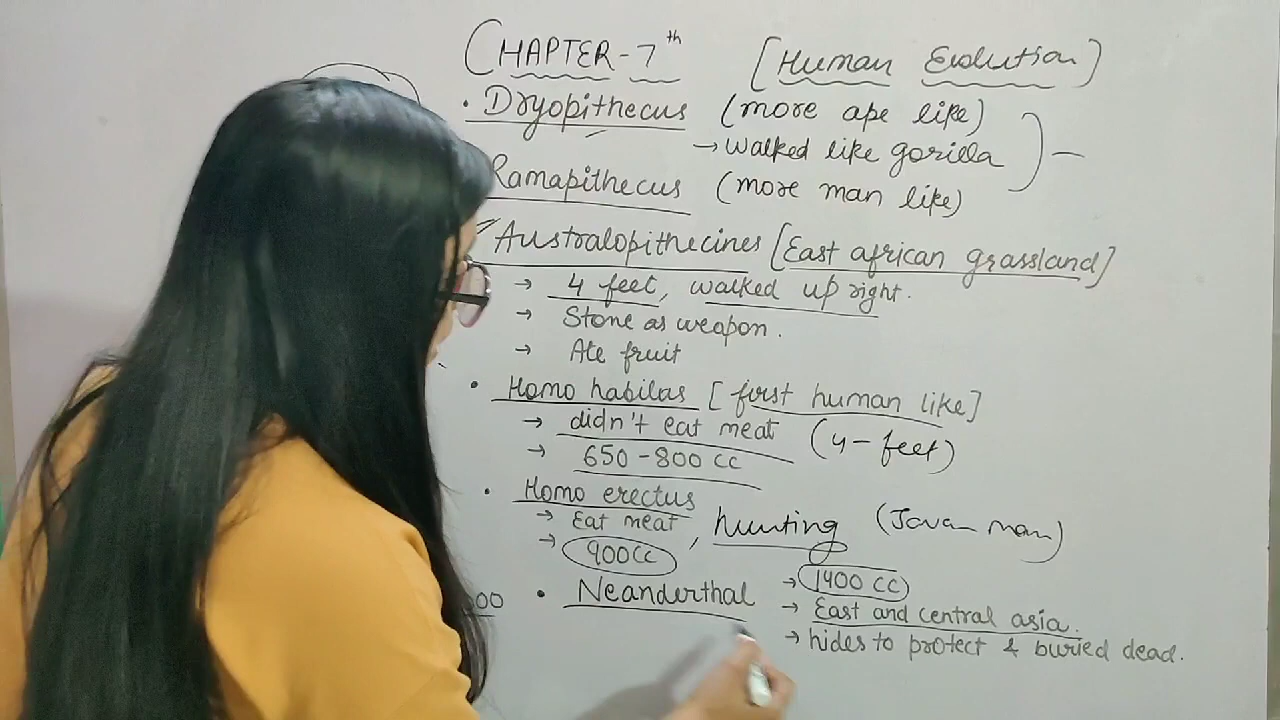 CHAPTER-7th [Human Evolution]
• Dryopithecus (more ape like)
→ walked like gorilla
Ramapithecus (more man like)
Australopithecines [East african grassland]
→ 4 feet, walked up right.
→ Stone as weapon.
→ Ate fruit
• Homo habilas [first human like]
→ didn't eat meat (4-feet)
→ 650-800 cc
• Homo erectus
→ Eat meat, hunting (Java man)
→ 900cc
00 • Neanderthal → 1400 cc
→ East and central asia.
→ hides to protect & buried dead.